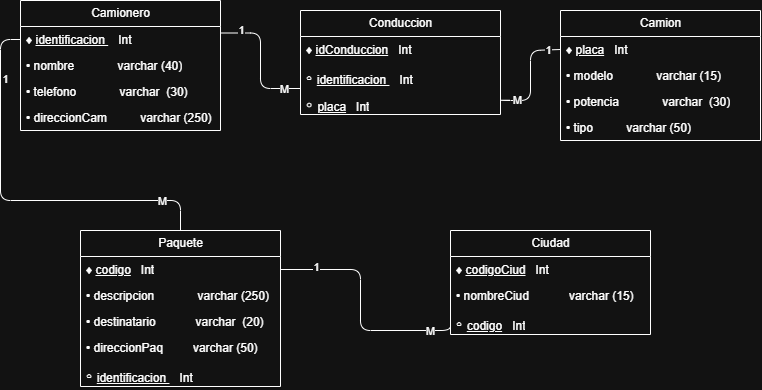 Camionero
♦ identificacion Int
▪ nombre varchar (40)
▪ telefono varchar (30)
▪ direccionCam varchar (250)
1
M
1
M
Conduccion
♦ idConduccion Int
° identificacion Int
° placa Int
1
M
Camion
♦ placa Int
▪ modelo varchar (15)
▪ potencia varchar (30)
▪ tipo varchar (50)
Paquete
♦ codigo Int
▪ descripcion varchar (250)
▪ destinatario varchar (20)
▪ direccionPaq varchar (50)
° identificacion Int
1
M
Ciudad
♦ codigoCiud Int
▪ nombreCiud varchar (15)
° codigo Int